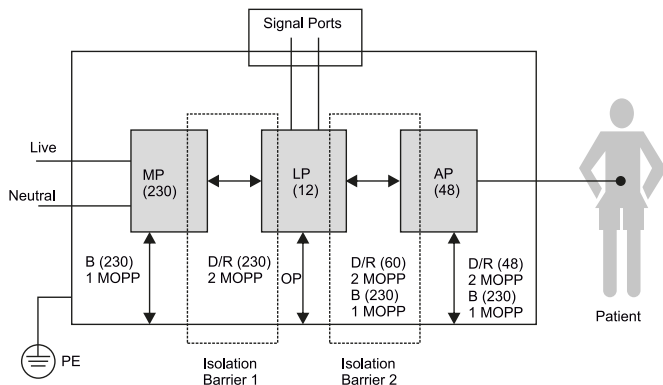 Signal Ports
Live
Neutral
MP
(230)
LP
(12)
AP
(48)
B (230)
1 MOPP
D/R (230)
2 MOPP
OP
D/R (60)
2 MOPP
B (230)
1 MOPP
D/R (48)
2 MOPP
B (230)
1 MOPP
Patient
PE
Isolation
Barrier 1
Isolation
Barrier 2